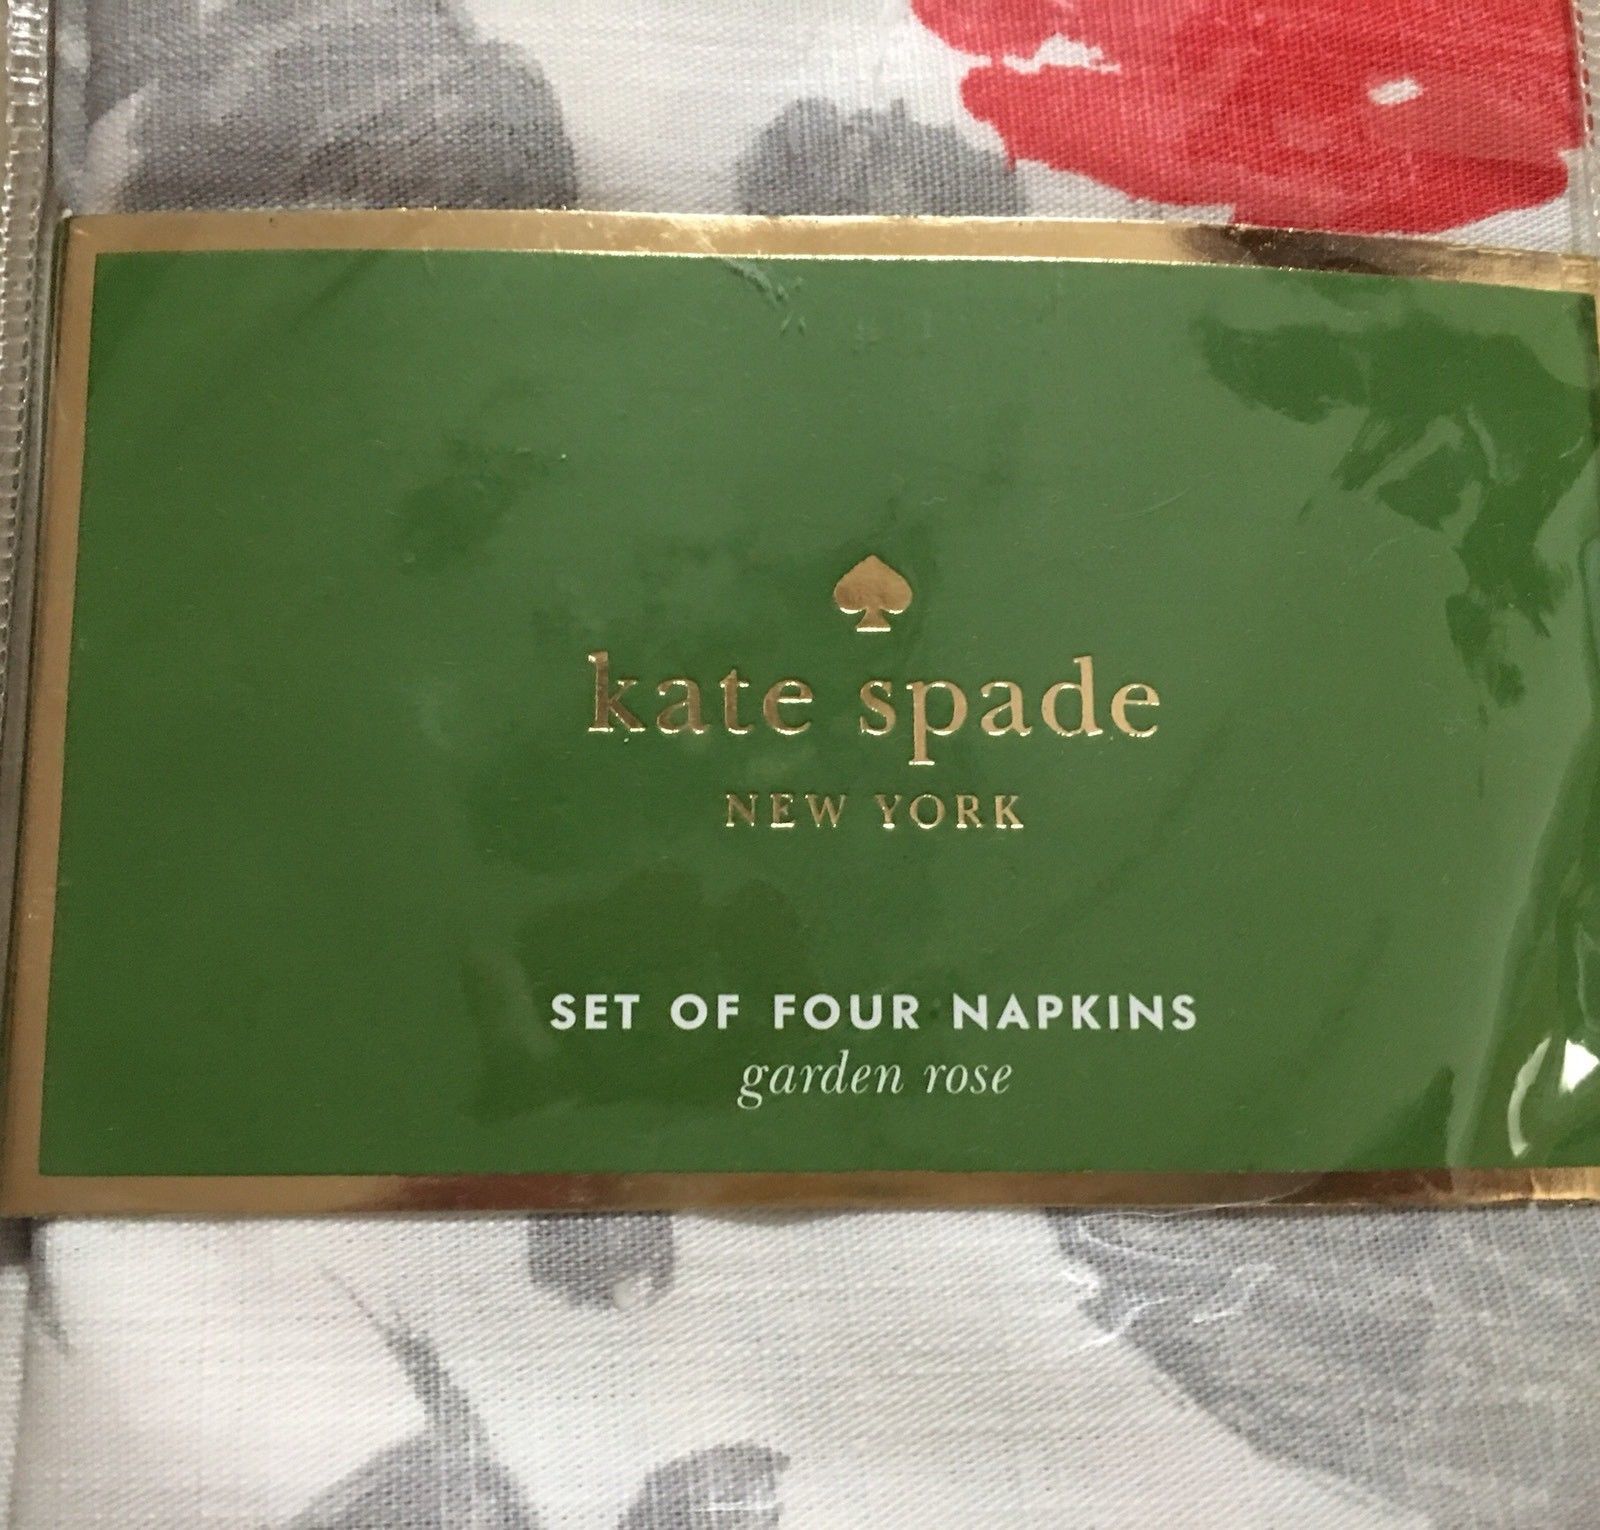 kate spade
NEW YORK
SET OF FOUR NAPKINS
garden rose